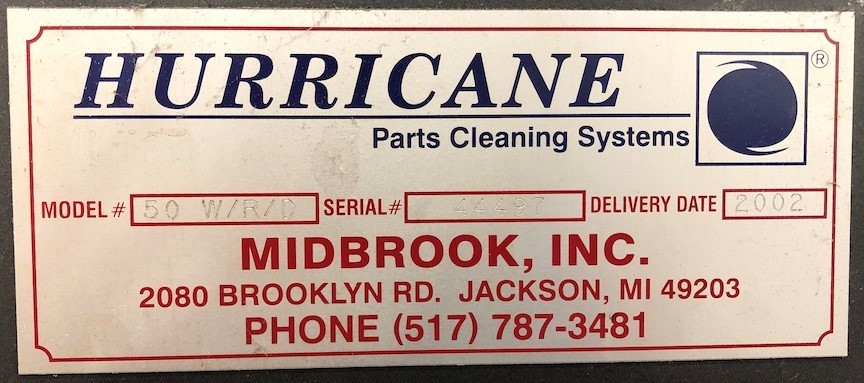 HURRICANE ®
Parts Cleaning Systems
MODEL # 50 W/R/D SERIAL# 44497 DELIVERY DATE 2002
MIDBROOK, INC.
2080 BROOKLYN RD. JACKSON, MI 49203
PHONE (517) 787-3481